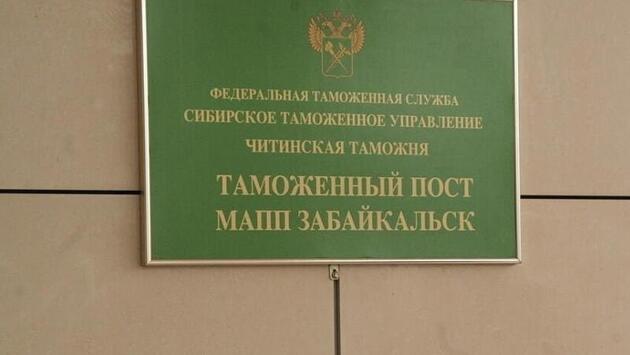 ФЕДЕРАЛЬНАЯ ТАМОЖЕННАЯ СЛУЖБА
СИБИРСКОЕ ТАМОЖЕННОЕ УПРАВЛЕНИЕ
ЧИТИНСКАЯ ТАМОЖНЯ
ТАМОЖЕННЫЙ ПОСТ
МАПП ЗАБАЙКАЛЬСК